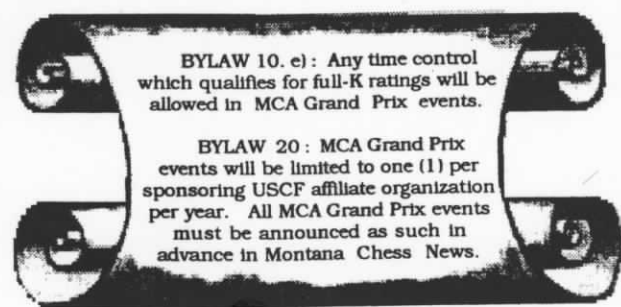 BYLAW 10. e) : Any time control
which qualifies for full-K ratings will be
allowed in MCA Grand Prix events.
BYLAW 20 : MCA Grand Prix
events will be limited to one (1) per
sponsoring USCF affiliate organization
per year. All MCA Grand Prix events
must be announced as such in
advance in Montana Chess News.